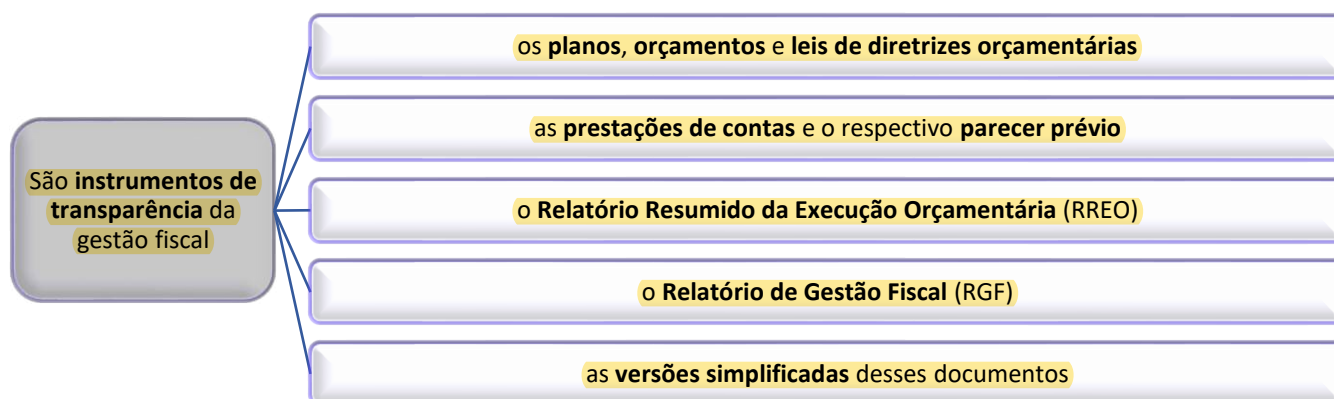 São instrumentos de
transparência da
gestão fiscal
os planos, orçamentos e leis de diretrizes orçamentárias
as prestações de contas e o respectivo parecer prévio
o Relatório Resumido da Execução Orçamentária (RREO)
o Relatório de Gestão Fiscal (RGF)
as versões simplificadas desses documentos